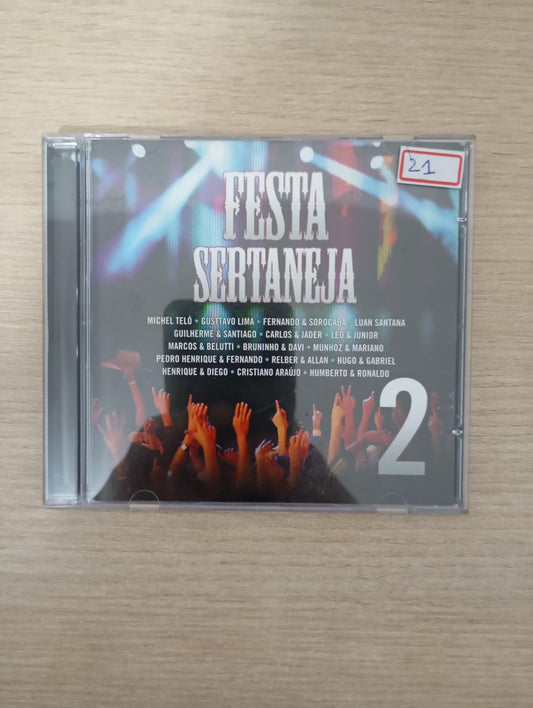 21
FESTA
SERTANEJA
MICHEL TELÓ • GUSTTAVO LIMA • FERNANDO & SOROCABA • LUAN SANTANA
GUILHERME & SANTIAGO • CARLOS & JADER • LEO & JUNIOR
MARCOS & BELUTTI • BRUNINHO & DAVI • MUNHOZ & MARIANO
PEDRO HENRIQUE & FERNANDO • RELBER & ALLAN • HUGO & GABRIEL
HENRIQUE & DIEGO • CRISTIANO ARAÚJO • HUMBERTO & RONALDO
2